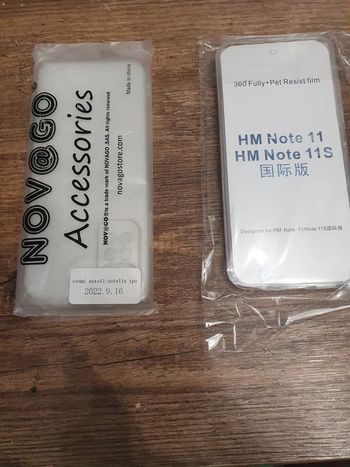 NOV@GO®
Accessories
NOV@GO®is a trade mark of NOVAGO .SAS. All rights reserved
novagostore.com
Made in china
redmi note11/note11s tpu
2022.9.16
360°Fully+Pet Resist film
HM Note 11
HM Note 11S
国际版
Designed for HM Note 11/Note 11S国际版